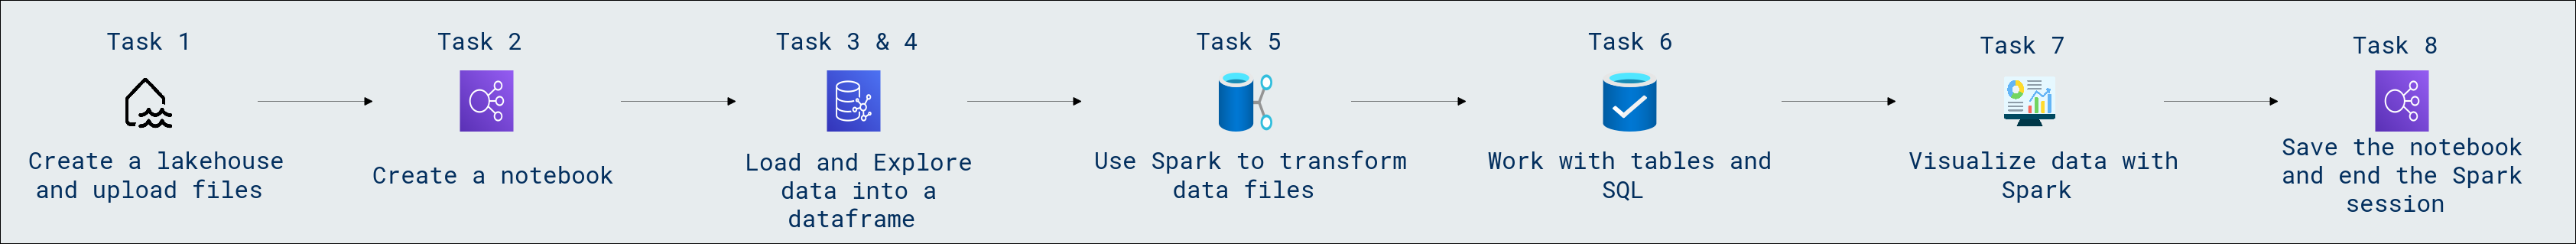 Task 1
Create a lakehouse
and upload files
Task 2
Create a notebook
Task 3 & 4
Load and Explore
data into a
dataframe
Task 5
Use Spark to transform
data files
Task 6
Work with tables and
SQL
Task 7
Visualize data with
Spark
Task 8
Save the notebook
and end the Spark
session